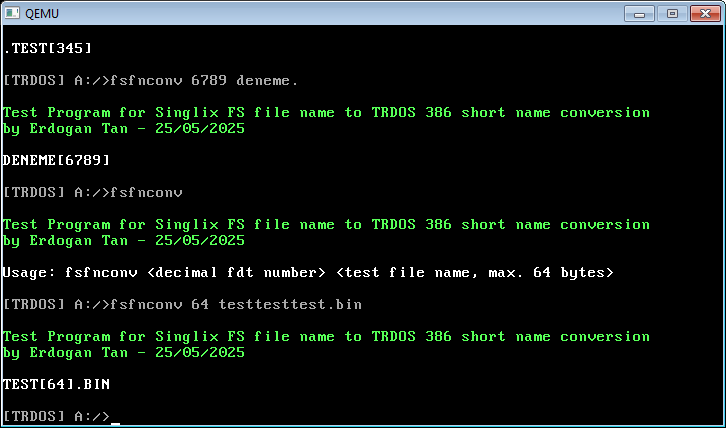 QEMU
.TEST[345]
[TRDOS] A:/>fsfnconv 6789 deneme.
Test Program for Singlix FS file name to TRDOS 386 short name conversion
by Erdogan Tan - 25/05/2025
DENEME[6789]
[TRDOS] A:/>fsfnconv
Test Program for Singlix FS file name to TRDOS 386 short name conversion
by Erdogan Tan - 25/05/2025
Usage: fsfnconv <decimal fdt number> <test file name, max. 64 bytes>
[TRDOS] A:/>fsfnconv 64 testtesttest.bin
Test Program for Singlix FS file name to TRDOS 386 short name conversion
by Erdogan Tan - 25/05/2025
TEST[64].BIN
[TRDOS] A:/>_